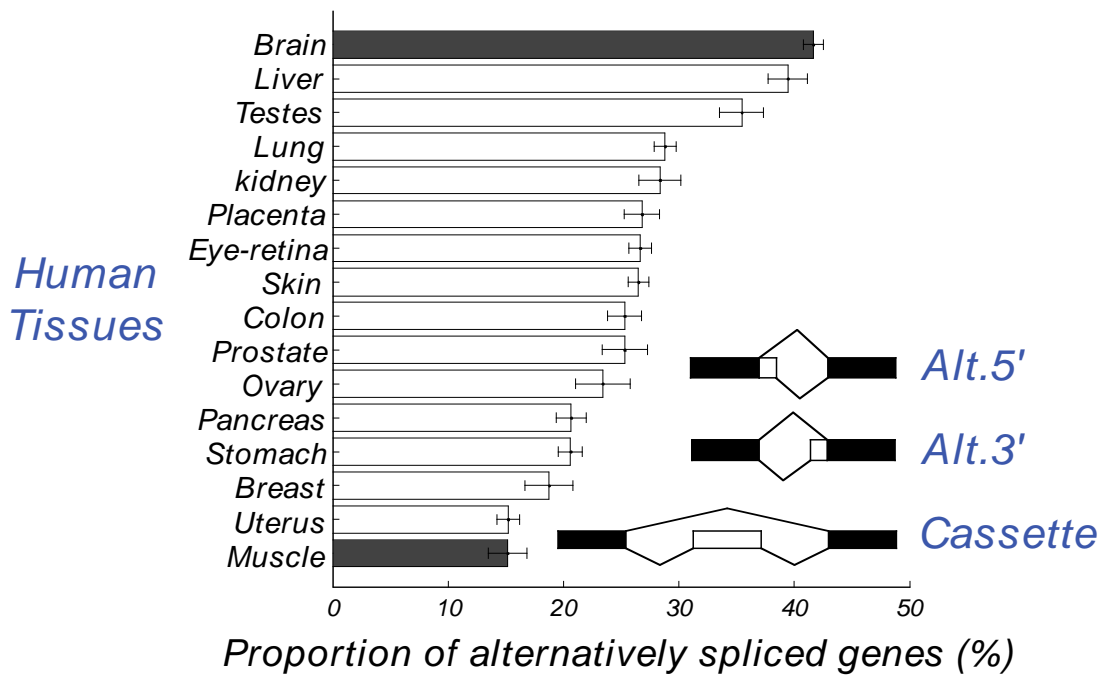 Brain
Liver
Testes
Lung
kidney
Placenta
Eye-retina
Skin
Colon
Prostate
Ovary
Pancreas
Stomach
Breast
Uterus
Muscle
Human
Tissues
Alt.5'
Alt.3'
Cassette
0 10 20 30 40 50
Proportion of alternatively spliced genes (%)